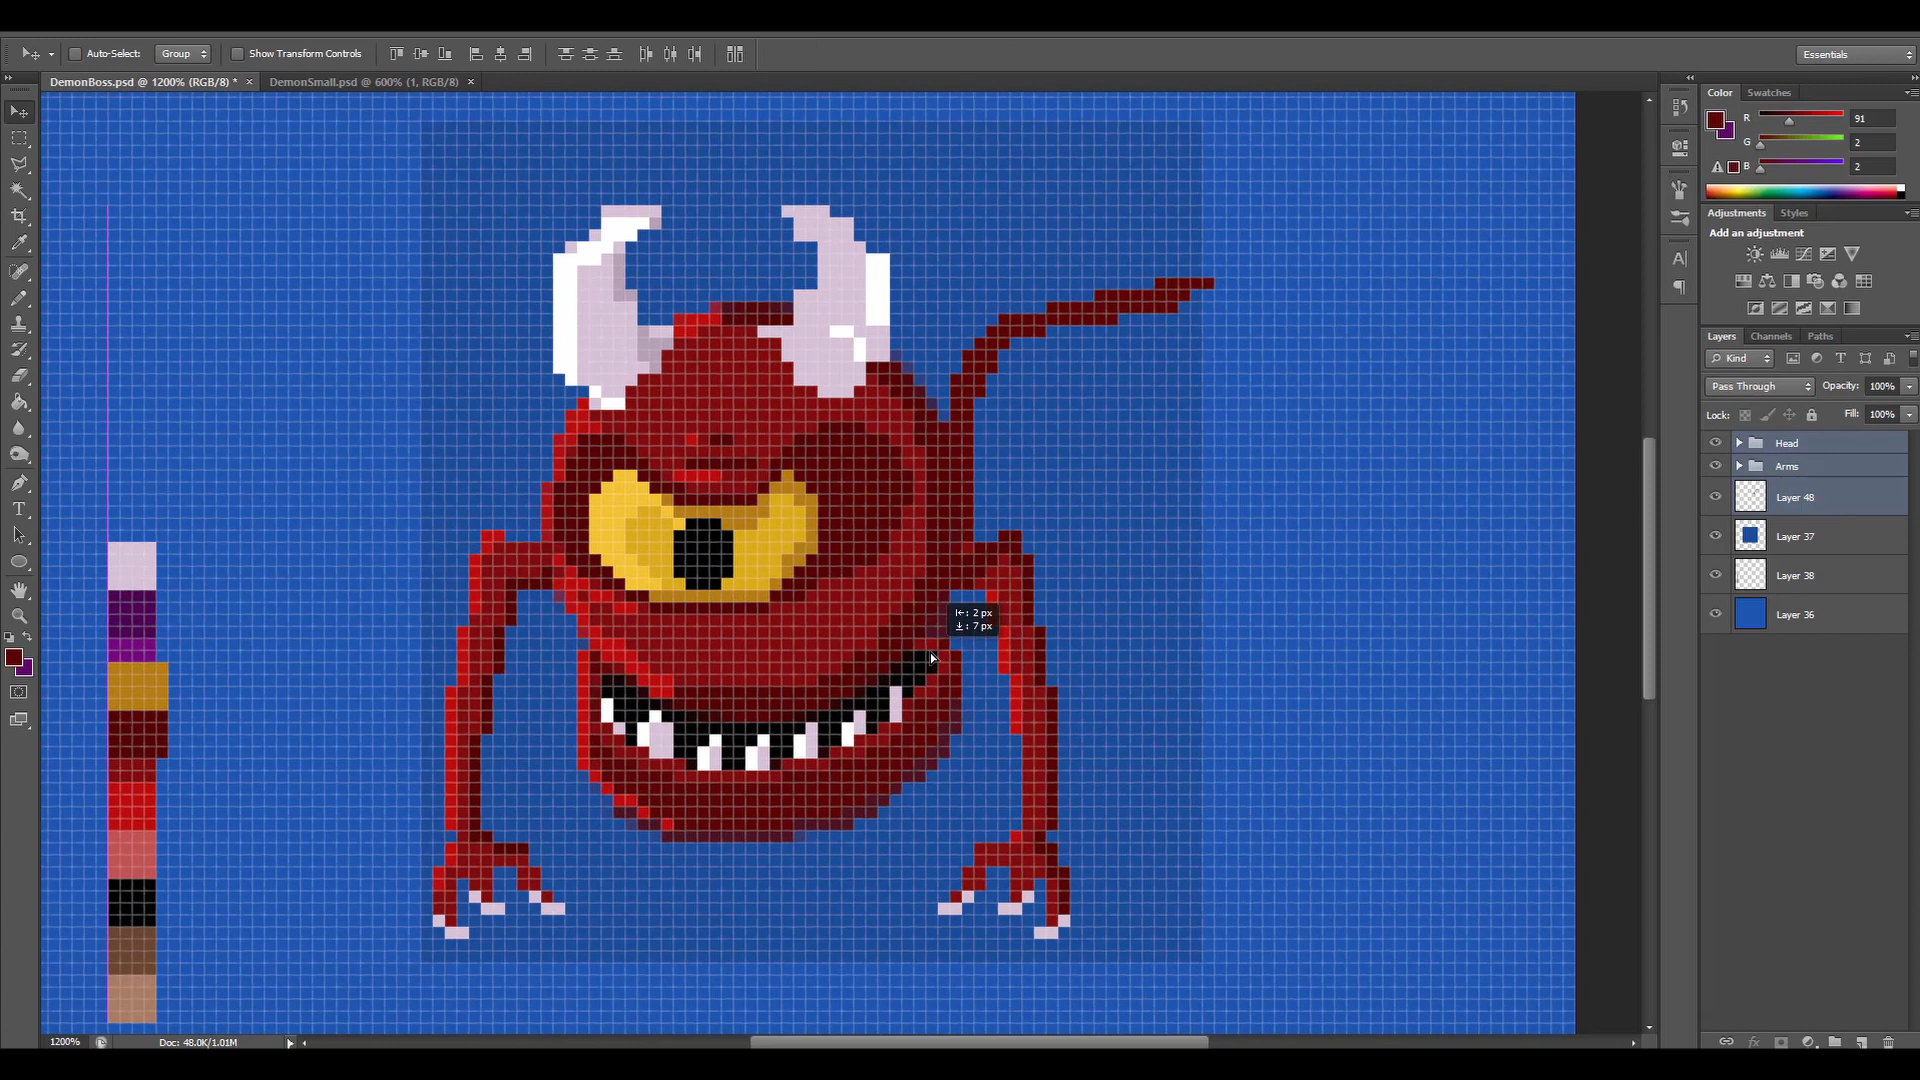 Auto-Select: Group Show Transform Controls Essentials
DemonBoss.psd @ 1200% (RGB/8) * × DemonSmall.psd @ 600% (1, RGB/8) ×
Color Swatches
R 91
G 2
B 2
Adjustments Styles
Add an adjustment
Layers Channels Paths
Kind
Pass Through Opacity: 100%
Lock: Fill: 100%
Head
Arms
Layer 48
Layer 37
Layer 38
Layer 36
: 2 px
: 7 px
1200% Doc: 48.0K/1.01M